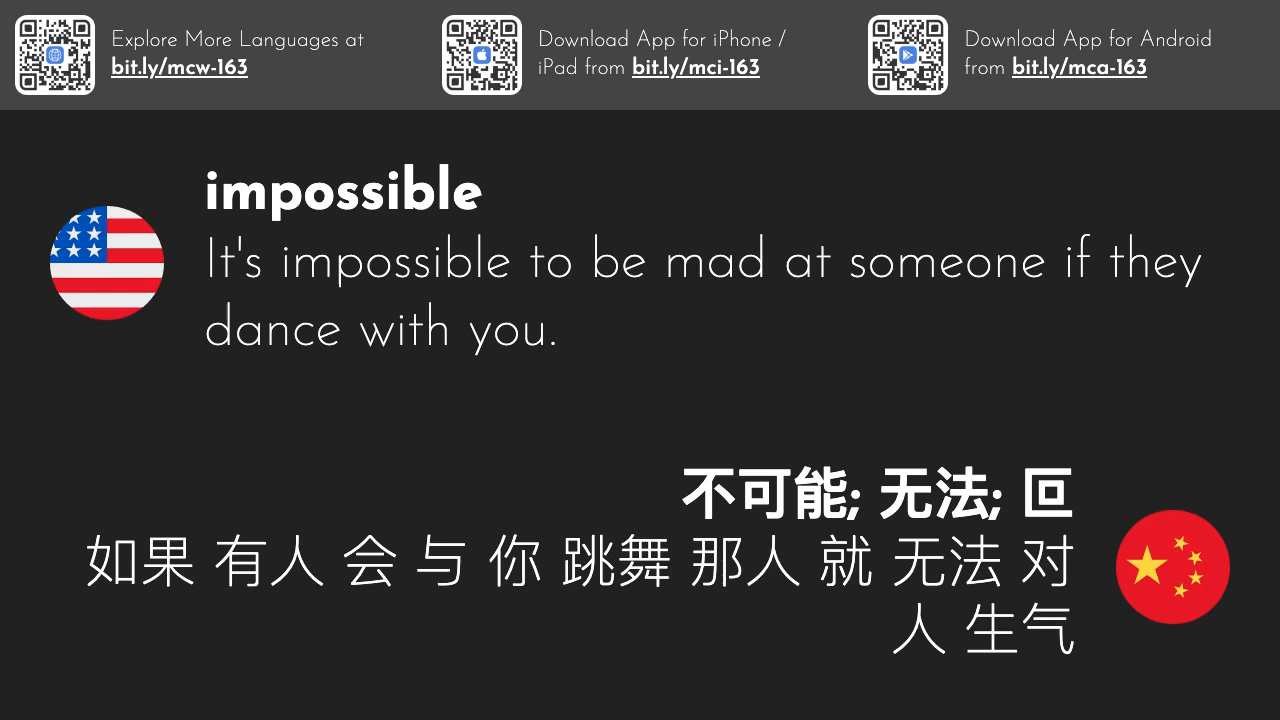 Explore More Languages at
bit.ly/mcw-163
Download App for iPhone /
iPad from bit.ly/mci-163
Download App for Android
from bit.ly/mca-163
impossible
It's impossible to be mad at someone if they
dance with you.
不可能; 无法; 叵
如果 有人 会 与 你 跳舞 那人 就 无法 对
人 生气